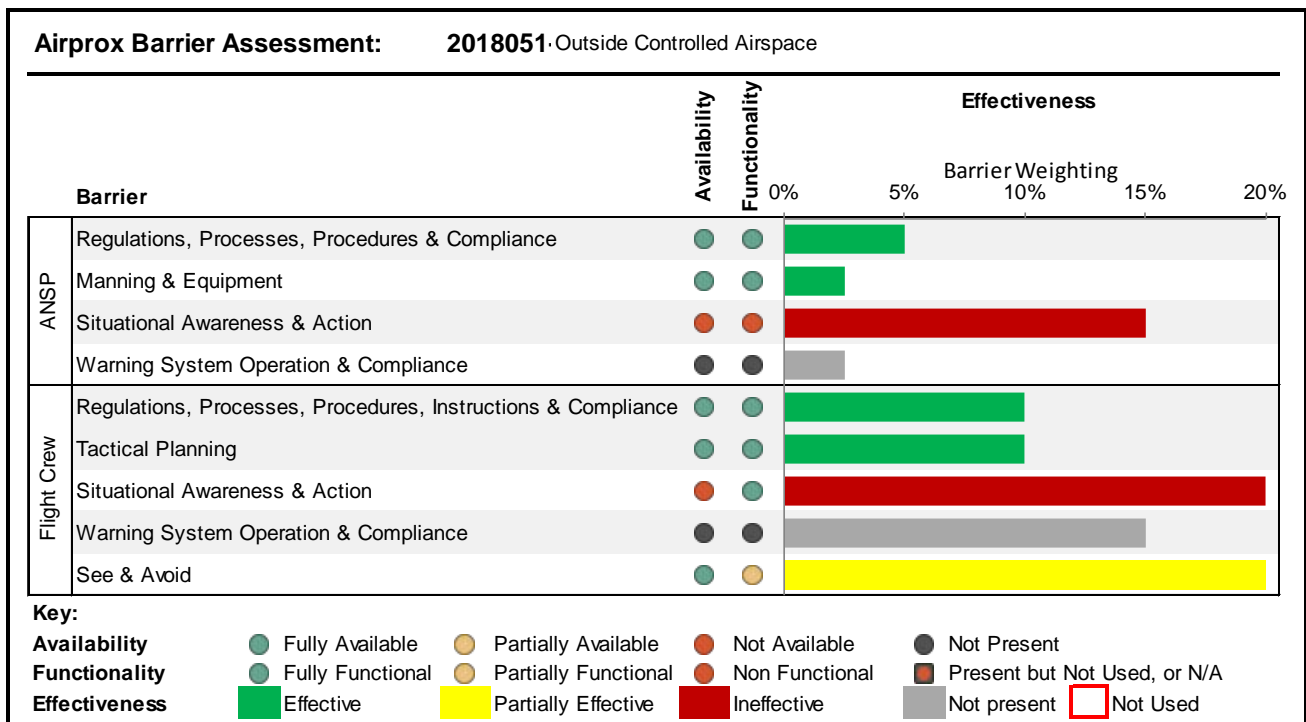 Airprox Barrier Assessment: 2018051 Outside Controlled Airspace
Availability
Functionality
Effectiveness
Barrier Weighting
Barrier
0% 5% 10% 15% 20%
ANSP
Regulations, Processes, Procedures & Compliance
Manning & Equipment
Situational Awareness & Action
Warning System Operation & Compliance
Flight Crew
Regulations, Processes, Procedures, Instructions & Compliance
Tactical Planning
Situational Awareness & Action
Warning System Operation & Compliance
See & Avoid
Key:
Availability Fully Available Partially Available Not Available Not Present
Functionality Fully Functional Partially Functional Non Functional Present but Not Used, or N/A
Effectiveness Effective Partially Effective Ineffective Not present Not Used